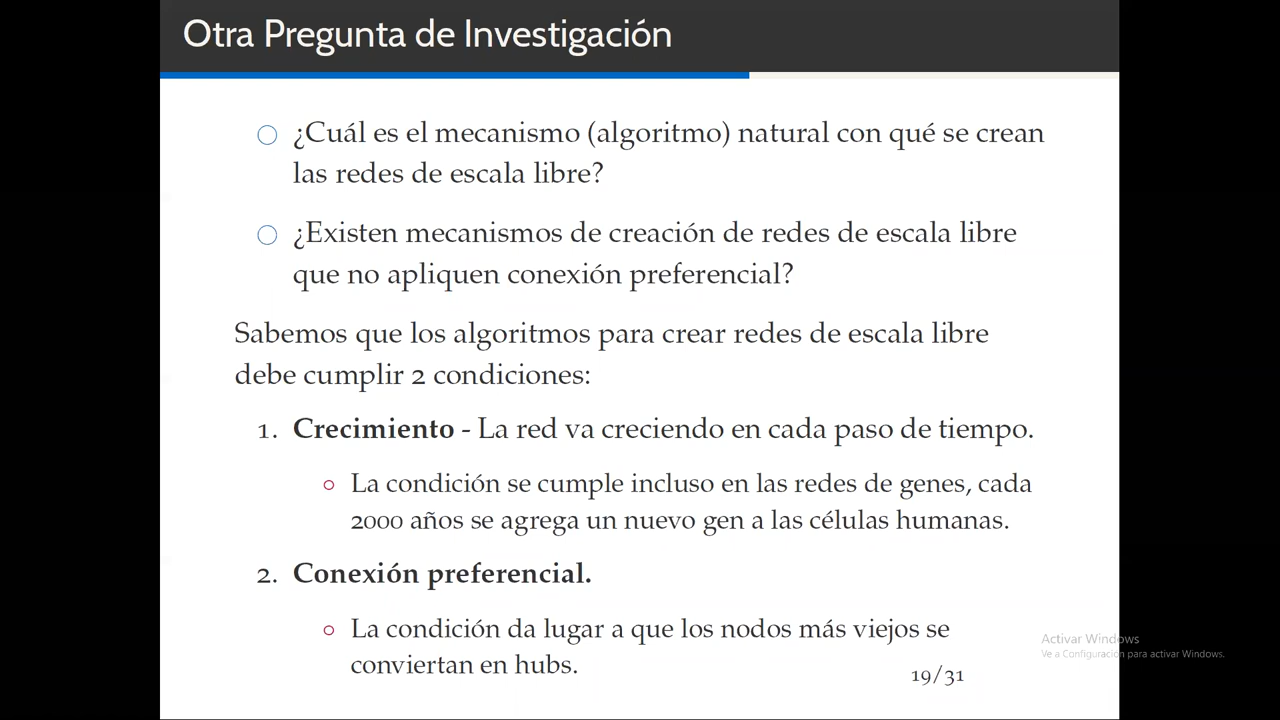 Otra Pregunta de Investigación
¿Cuál es el mecanismo (algoritmo) natural con qué se crean
las redes de escala libre?
¿Existen mecanismos de creación de redes de escala libre
que no apliquen conexión preferencial?
Sabemos que los algoritmos para crear redes de escala libre
debe cumplir 2 condiciones:
1. Crecimiento - La red va creciendo en cada paso de tiempo.
La condición se cumple incluso en las redes de genes, cada
2000 años se agrega un nuevo gen a las células humanas.
2. Conexión preferencial.
La condición da lugar a que los nodos más viejos se
conviertan en hubs.
19/31
Activar Windows
Ve a Configuración para activar Windows.